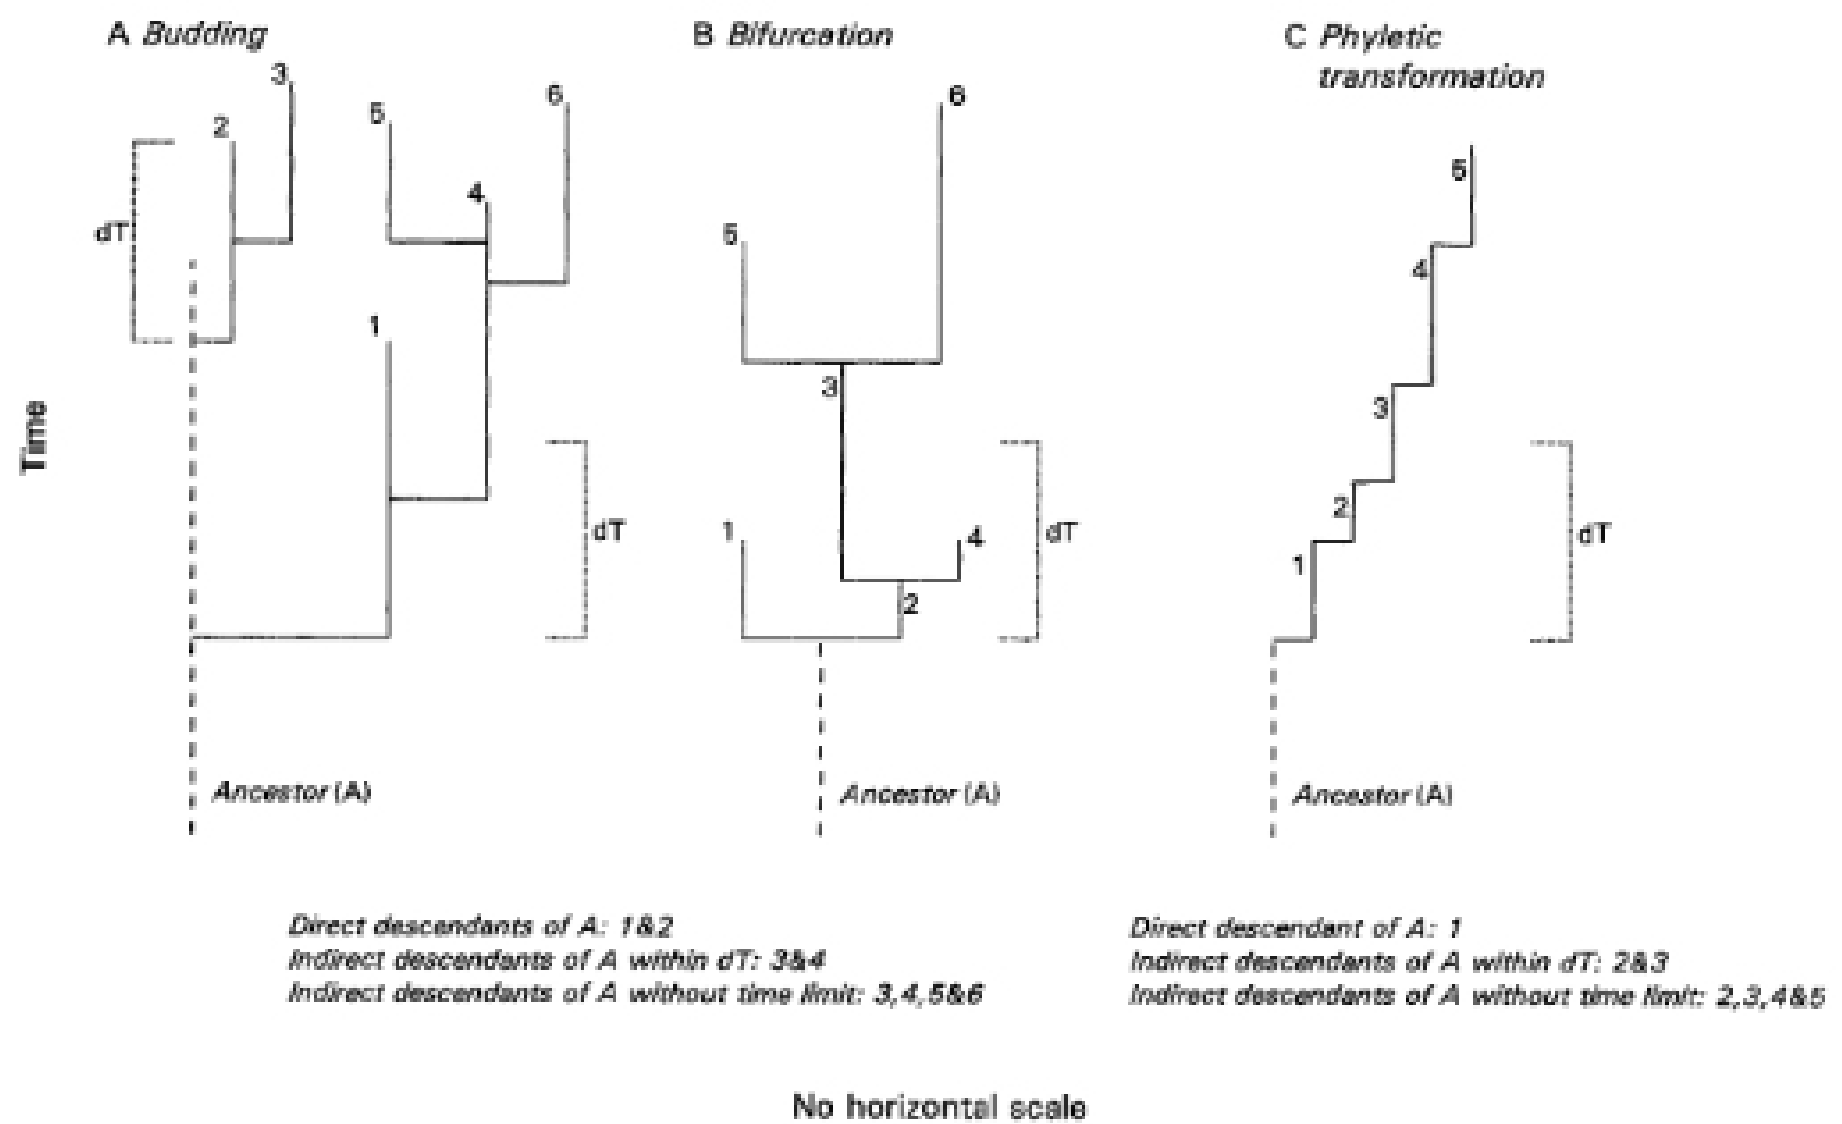 A Budding
B Bifurcation
C Phyletic
transformation
3
6
6
5
2
5
4
5
dT
4
1
3
3
Time
2
1
4
dT
dT
dT
1
2
Ancestor (A)
Ancestor (A)
Ancestor (A)
Direct descendants of A: 1&2
Indirect descendants of A within dT: 3&4
Indirect descendants of A without time limit: 3,4,5&6
Direct descendant of A: 1
Indirect descendants of A within dT: 2&3
Indirect descendants of A without time limit: 2,3,4&5
No horizontal scale